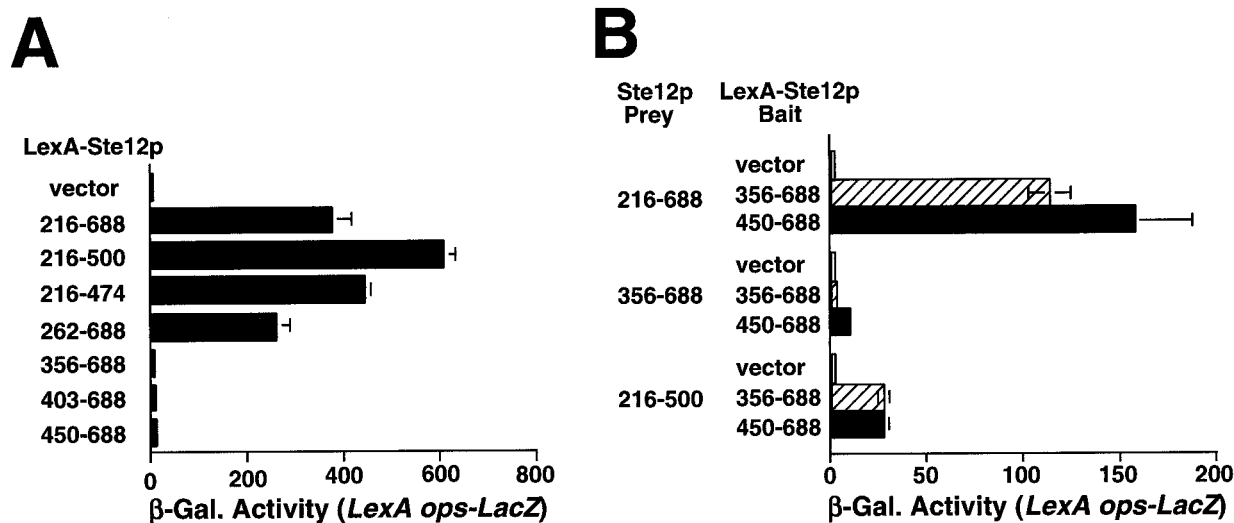 A
LexA-Ste12p
vector
216-688
216-500
216-474
262-688
356-688
403-688
450-688
0 200 400 600 800
β-Gal. Activity (LexA ops-LacZ)
B
Ste12p Prey
LexA-Ste12p Bait
216-688
vector
356-688
450-688
356-688
vector
356-688
450-688
216-500
vector
356-688
450-688
0 50 100 150 200
β-Gal. Activity (LexA ops-LacZ)